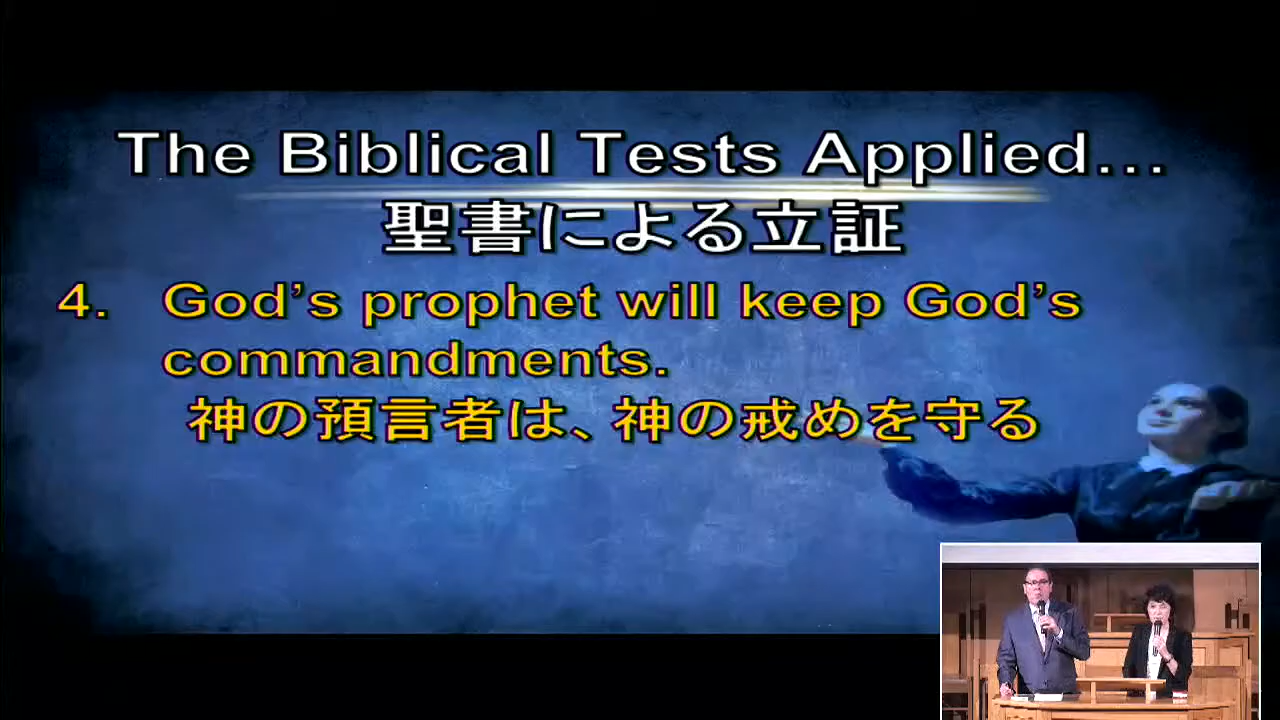 The Biblical Tests Applied...
聖書による立証
4. God’s prophet will keep God’s
commandments.
神の預言者は、神の戒めを守る